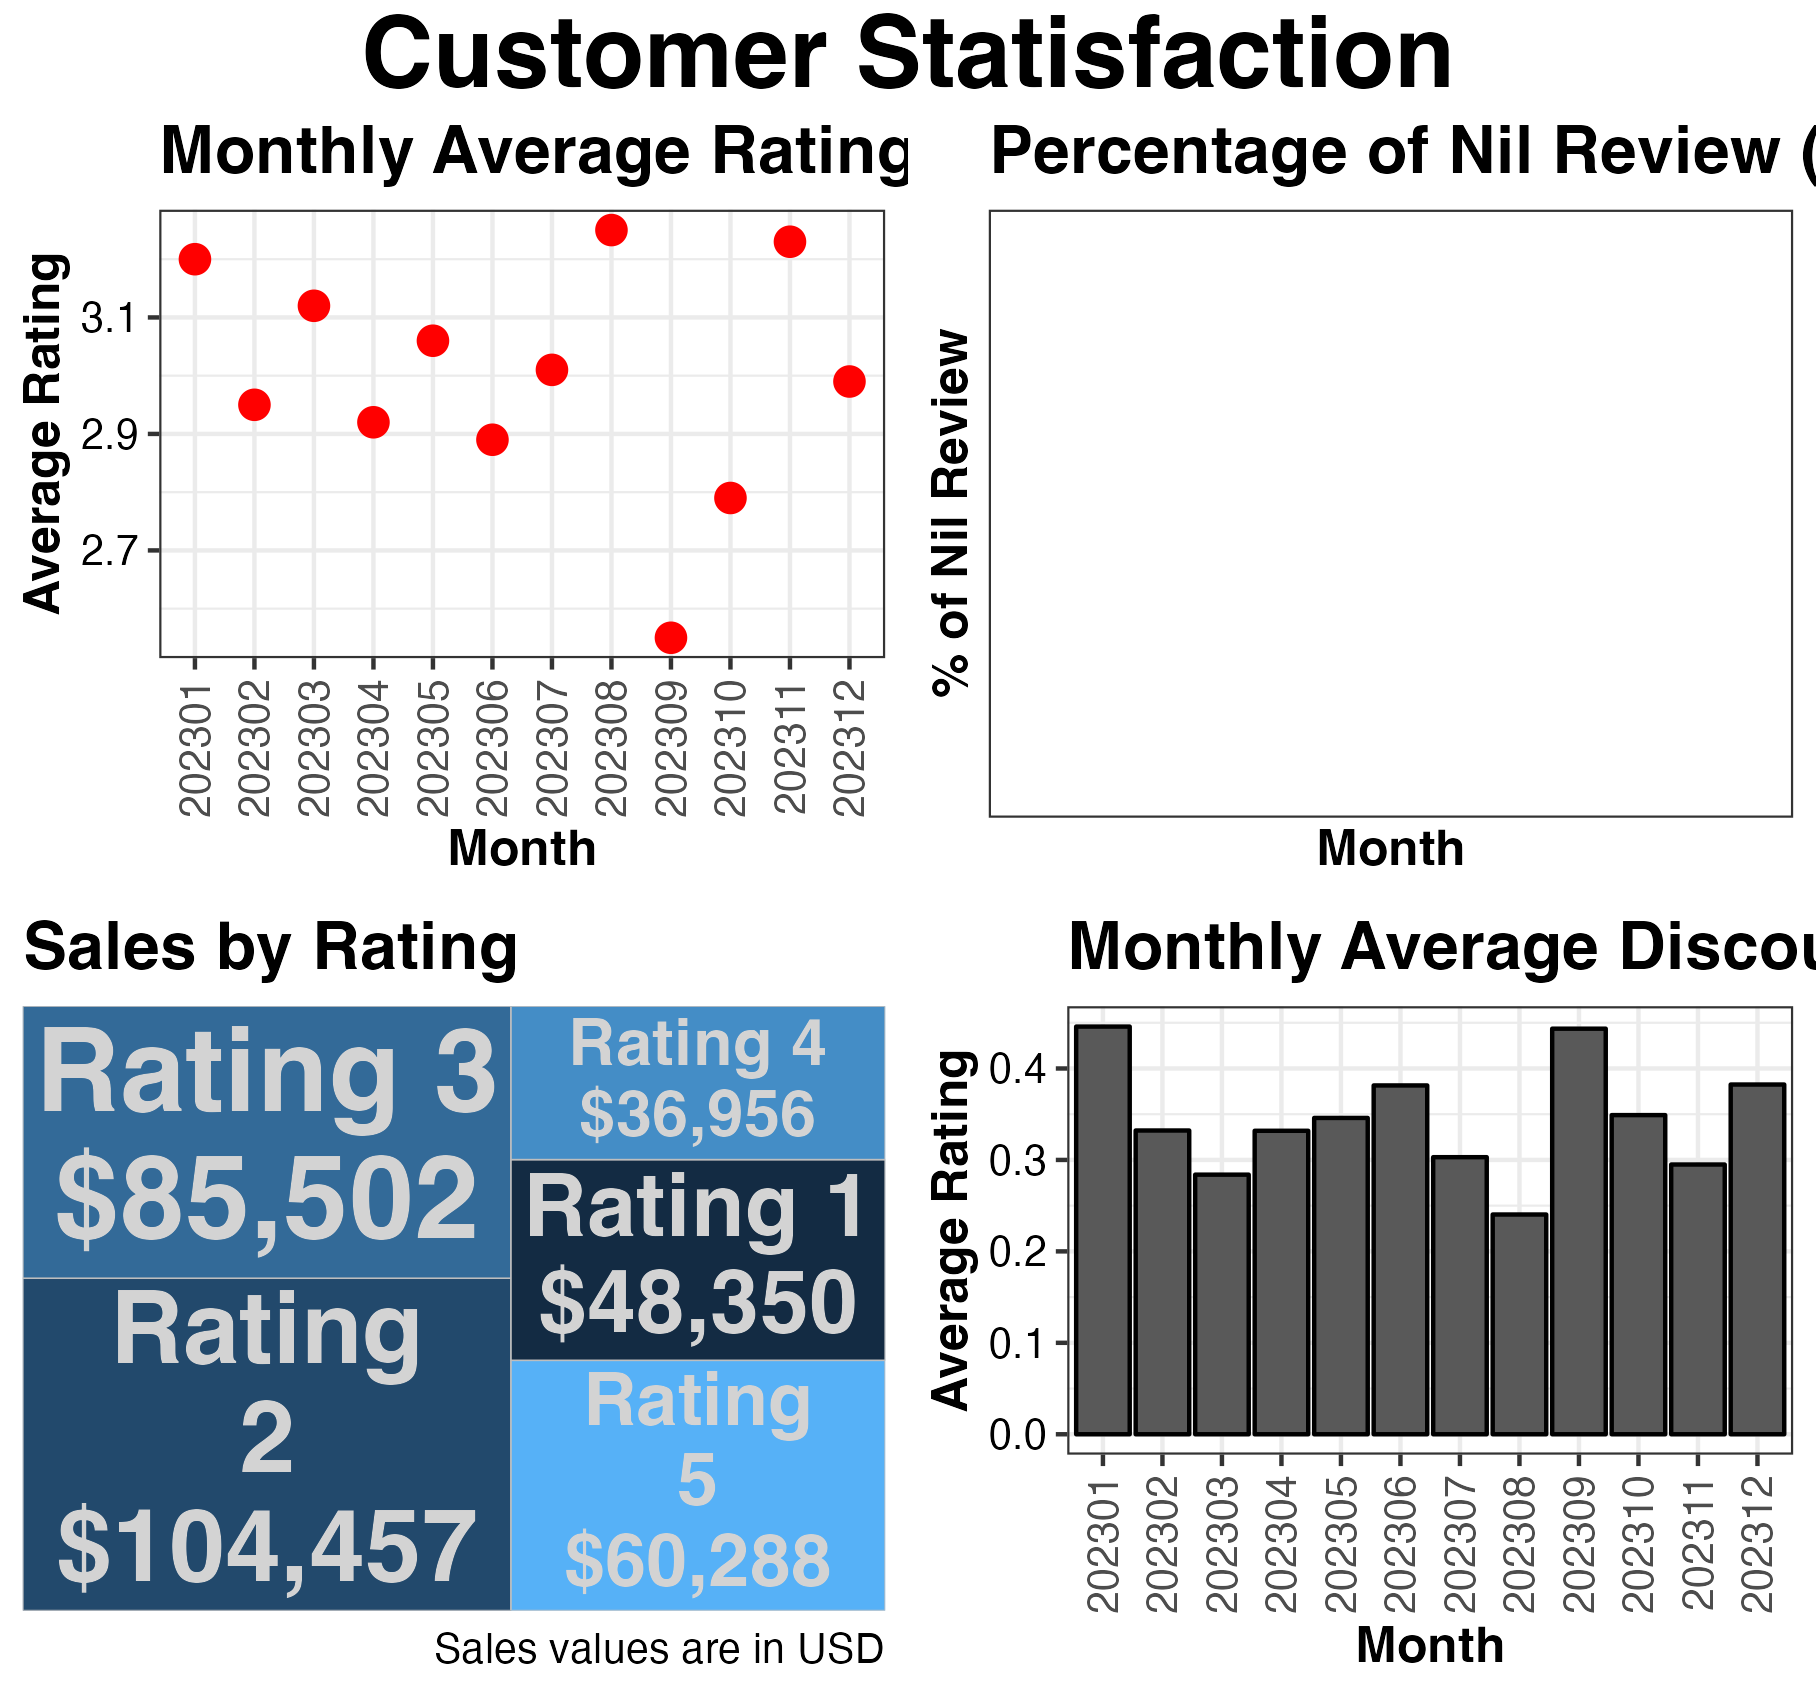 Customer Statisfaction
Monthly Average Rating
Average Rating
3.1
2.9
2.7
202301
202302
202303
202304
202305
202306
202307
202308
202309
202310
202311
202312
Month
Percentage of Nil Review (
% of Nil Review
Month
Sales by Rating
Rating 3
$85,502
Rating
2
$104,457
Rating 4
$36,956
Rating 1
$48,350
Rating
5
$60,288
Sales values are in USD
Monthly Average Discou
Average Rating
0.4
0.3
0.2
0.1
0.0
202301
202302
202303
202304
202305
202306
202307
202308
202309
202310
202311
202312
Month